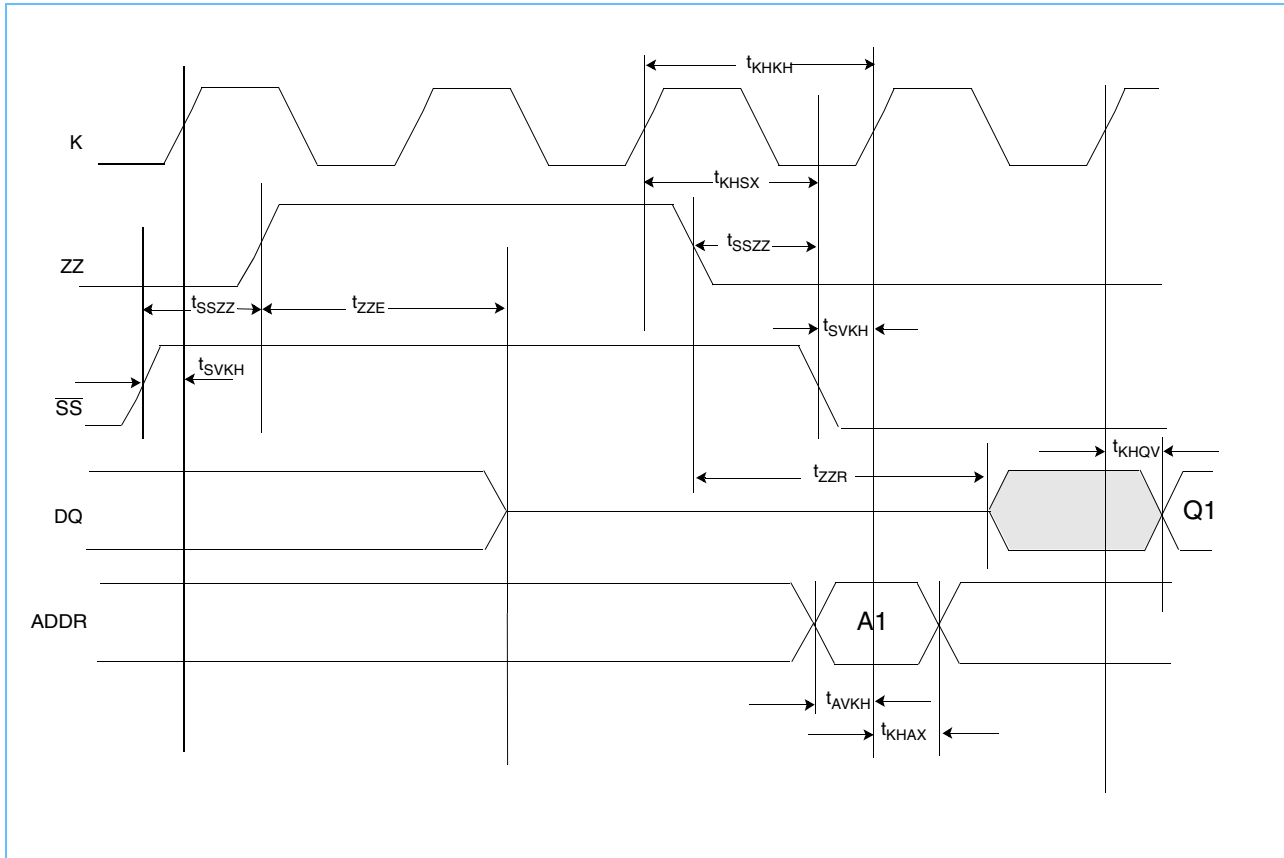 tKHKH
K
tKHSX
tSSZZ
ZZ
tSSZZ
tZZE
tSVKH
tSVKH
SS
tKHQV
tZZR
DQ
Q1
ADDR
A1
tAVKH
tKHAX